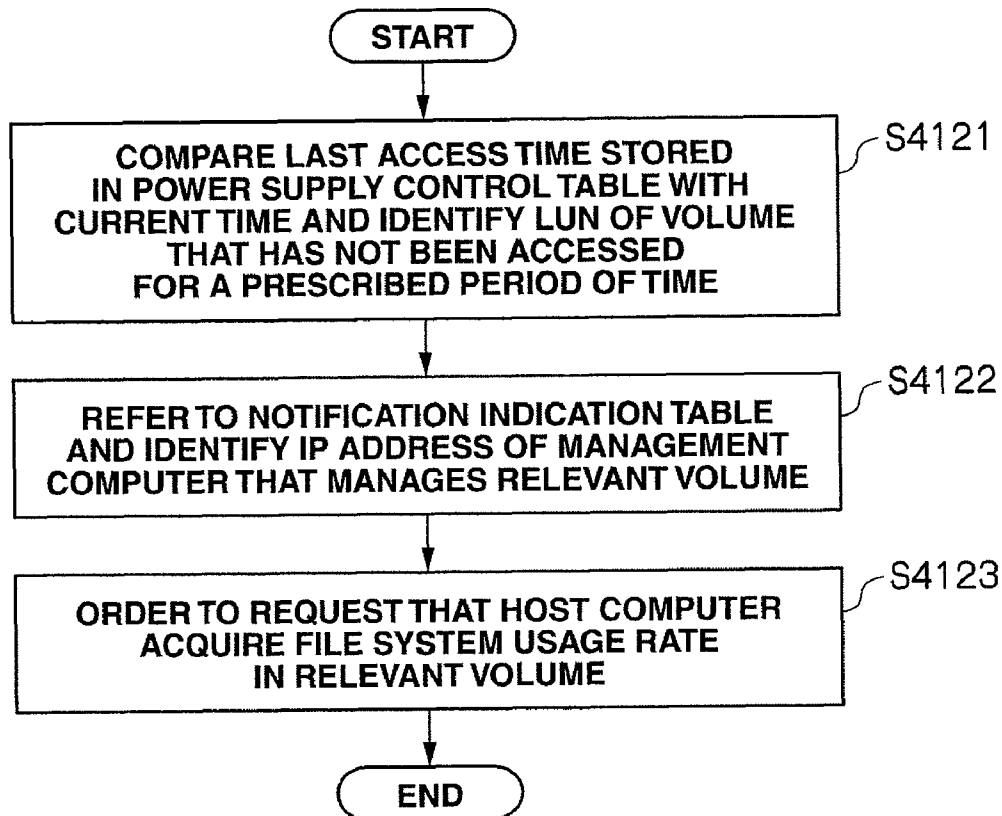 START
COMPARE LAST ACCESS TIME STORED
IN POWER SUPPLY CONTROL TABLE WITH
CURRENT TIME AND IDENTIFY LUN OF VOLUME
THAT HAS NOT BEEN ACCESSED
FOR A PRESCRIBED PERIOD OF TIME
S4121
REFER TO NOTIFICATION INDICATION TABLE
AND IDENTIFY IP ADDRESS OF MANAGEMENT
COMPUTER THAT MANAGES RELEVANT VOLUME
S4122
ORDER TO REQUEST THAT HOST COMPUTER
ACQUIRE FILE SYSTEM USAGE RATE
IN RELEVANT VOLUME
S4123
END